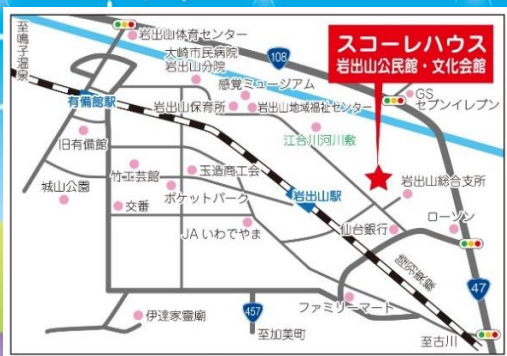 至鳴子温泉
岩出山体育センター
大崎市民病院
岩出山分院
感覚ミュージアム
108
スコーレハウス
岩出山公民館・文化会館
GS
セブンイレブン
有備館駅
岩出山保育所
岩出山地域福祉センター
江合川河川敷
旧有備館
竹工芸館
玉造商工会
城山公園
交番
ポケットパーク
岩出山駅
岩出山総合支所
JAいわでやま
仙台銀行
ローソン
陸羽東線
47
伊達家霊廟
457
至加美町
ファミリーマート
至古川